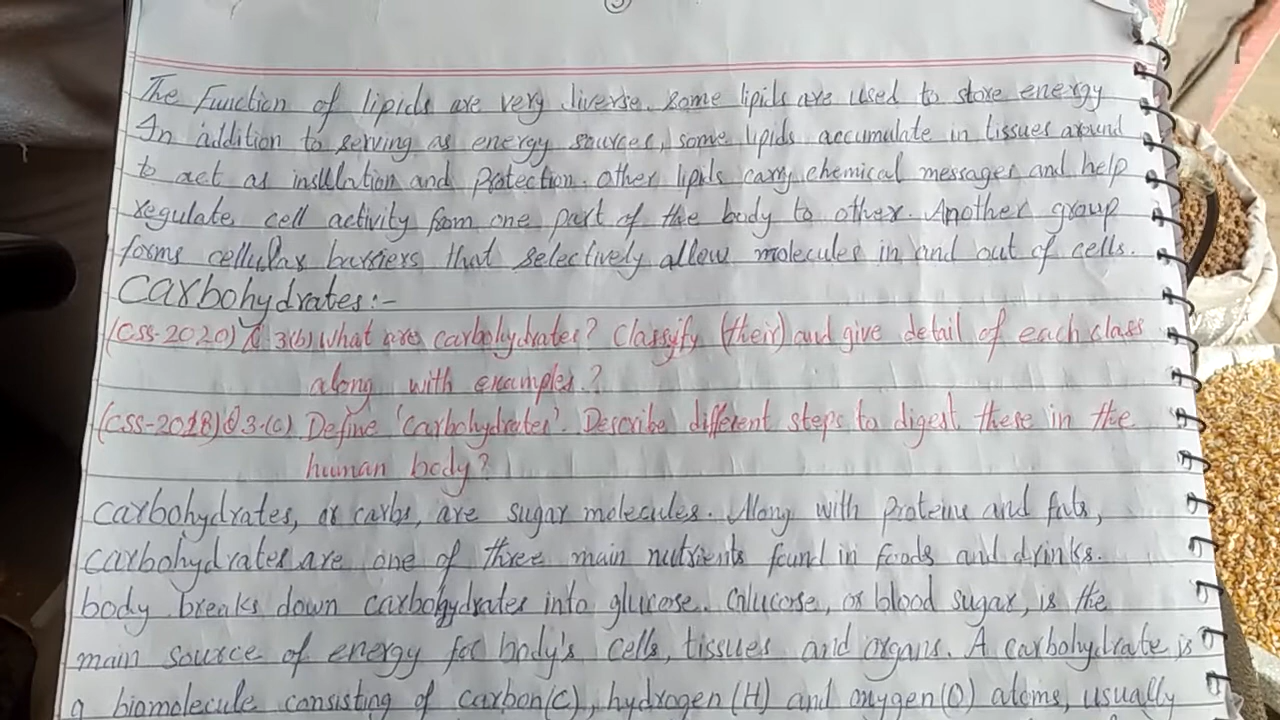 3
The Function of lipids are very diverse. some lipids are used to store energy
In addition to serving as energy sources, some lipids accumulate in tissues around
to act as insulation and Protection. other lipids carry chemical messages and help
regulate cell activity from one part of the body to other. Another group
forms cellular barriers that selectively allow molecules in and out of cells.
Carbohydrates:-
(CSS-2020) Q 3(b) What are carbohydrates? Classify (their) and give detail of each class
along with examples.?
(CSS-2018) Q 3.(c) Define 'Carbohydrates'. Describe different steps to digest these in the
human body?
Carbohydrates, or carbs, are sugar molecules. Along with Proteins and fats,
carbohydrates are one of three main nutrients found in foods and drinks.
body breaks down carbohydrates into glucose. Glucose, or blood sugar, is the
main source of energy for body's cells, tissues and organs. A carbohydrate is
a biomolecule consisting of carbon(C), hydrogen (H) and oxygen(O) atoms, usually